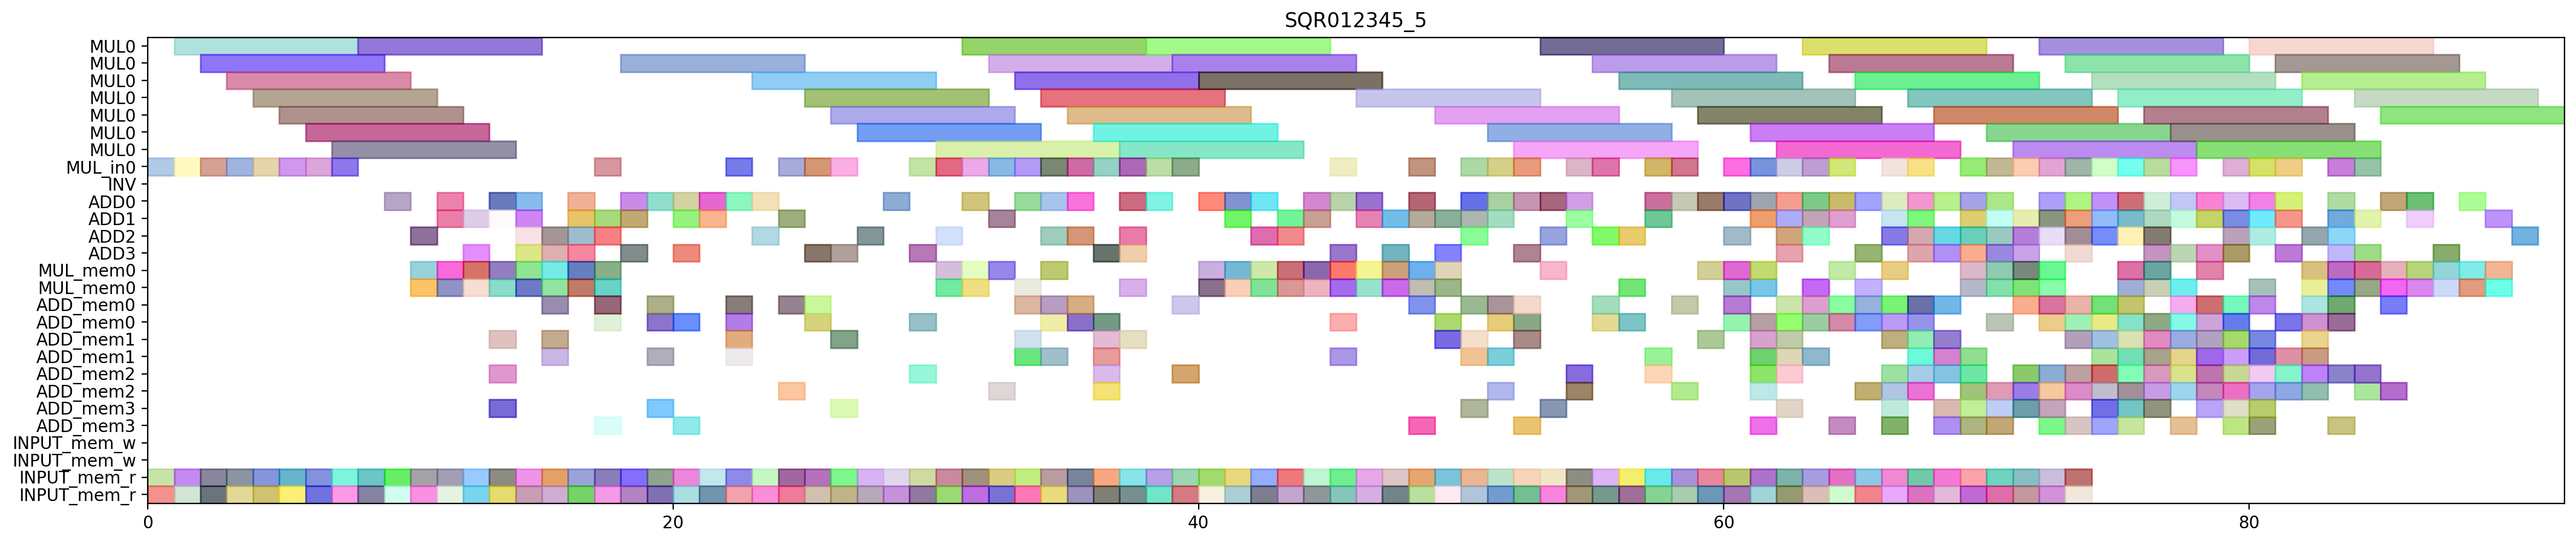 SQR012345_5
MUL0
MUL0
MUL0
MUL0
MUL0
MUL0
MUL0
MUL_in0
INV
ADD0
ADD1
ADD2
ADD3
MUL_mem0
MUL_mem0
ADD_mem0
ADD_mem0
ADD_mem1
ADD_mem1
ADD_mem2
ADD_mem2
ADD_mem3
ADD_mem3
INPUT_mem_w
INPUT_mem_w
INPUT_mem_r
INPUT_mem_r
0 20 40 60 80